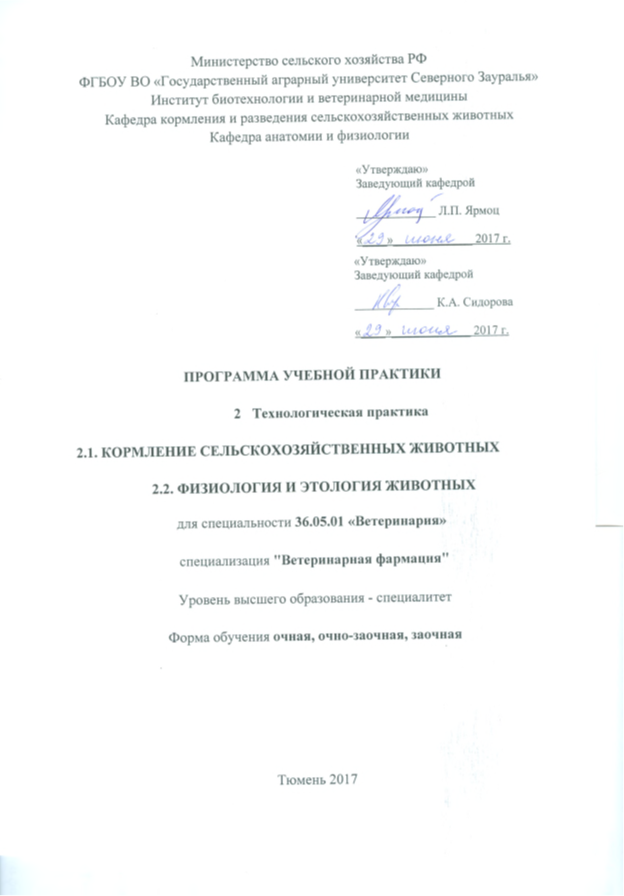 Министерство сельского хозяйства РФ
ФГБОУ ВО «Государственный аграрный университет Северного Зауралья»
Институт биотехнологии и ветеринарной медицины
Кафедра кормления и разведения сельскохозяйственных животных
Кафедра анатомии и физиологии
«Утверждаю»
Заведующий кафедрой
Л.П. Ярмоц
«29» июня 2017 г.
«Утверждаю»
Заведующий кафедрой
К.А. Сидорова
«29» июня 2017 г.
ПРОГРАММА УЧЕБНОЙ ПРАКТИКИ
2 Технологическая практика
2.1. КОРМЛЕНИЕ СЕЛЬСКОХОЗЯЙСТВЕННЫХ ЖИВОТНЫХ
2.2. ФИЗИОЛОГИЯ И ЭТОЛОГИЯ ЖИВОТНЫХ
для специальности 36.05.01 «Ветеринария»
специализация "Ветеринарная фармация"
Уровень высшего образования - специалитет
Форма обучения очная, очно-заочная, заочная
Тюмень 2017